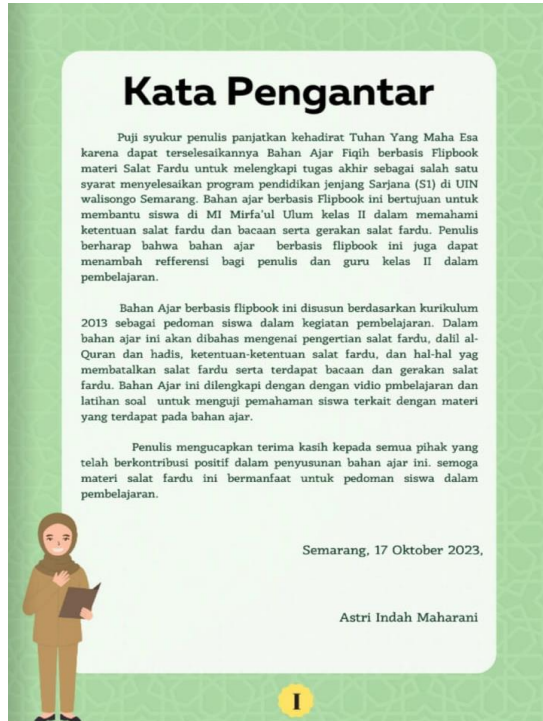 Kata Pengantar
Puji syukur penulis panjatkan kehadirat Tuhan Yang Maha Esa
karena dapat terselesaikannya Bahan Ajar Fiqih berbasis Flipbook
materi Salat Fardu untuk melengkapi tugas akhir sebagai salah satu
syarat menyelesaikan program pendidikan jenjang Sarjana (S1) di UIN
walisongo Semarang. Bahan ajar berbasis Flipbook ini bertujuan untuk
membantu siswa di MI Mirfa'ul Ulum kelas II dalam memahami
ketentuan salat fardu dan bacaan serta gerakan salat fardu. Penulis
berharap bahwa bahan ajar berbasis flipbook ini juga dapat
menambah refferensi bagi penulis dan guru kelas II dalam
pembelajaran.
Bahan Ajar berbasis flipbook ini disusun berdasarkan kurikulum
2013 sebagai pedoman siswa dalam kegiatan pembelajaran. Dalam
bahan ajar ini akan dibahas mengenai pengertian salat fardu, dalil al-
Quran dan hadis, ketentuan-ketentuan salat fardu, dan hal-hal yag
membatalkan salat fardu serta terdapat bacaan dan gerakan salat
fardu. Bahan Ajar ini dilengkapi dengan dengan vidio pmbelajaran dan
latihan soal untuk menguji pemahaman siswa terkait dengan materi
yang terdapat pada bahan ajar.
Penulis mengucapkan terima kasih kepada semua pihak yang
telah berkontribusi positif dalam penyusunan bahan ajar ini. semoga
materi salat fardu ini bermanfaat untuk pedoman siswa dalam
pembelajaran.
Semarang, 17 Oktober 2023,
Astri Indah Maharani
I